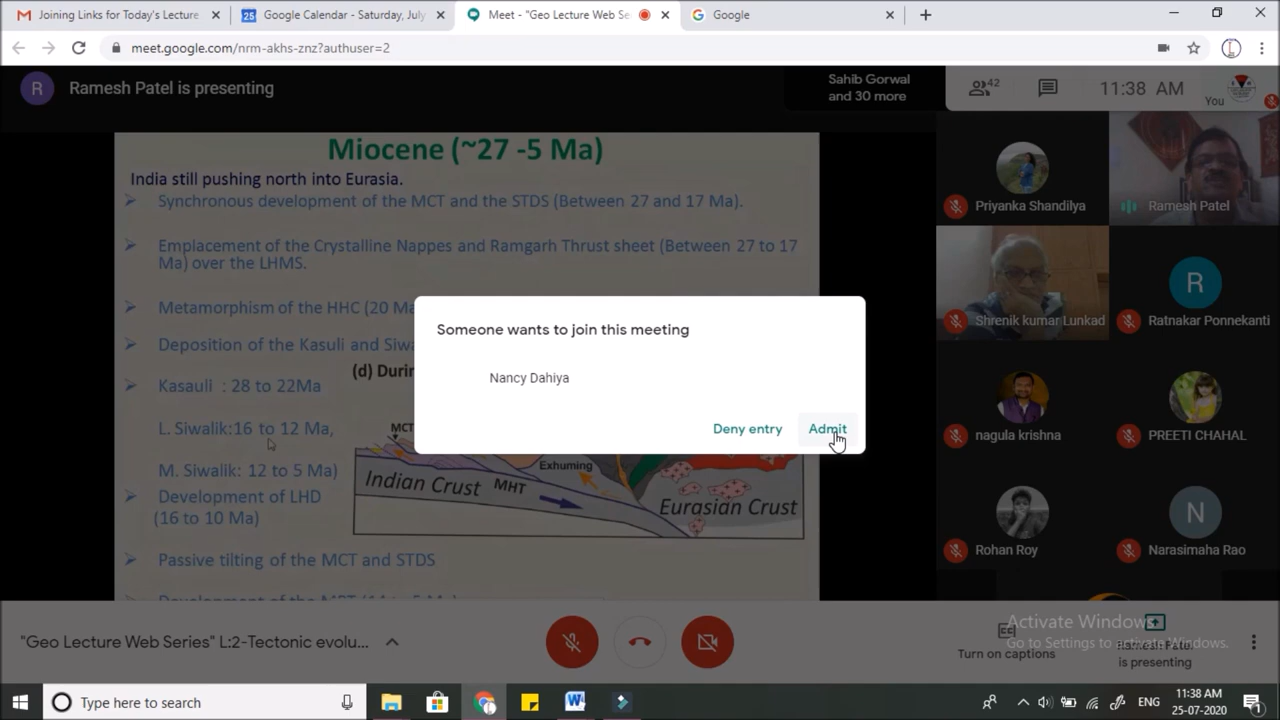 Joining Links for Today's Lecture
Google Calendar - Saturday, July
Meet - "Geo Lecture Web Se
Google
meet.google.com/nrm-akhs-znz?authuser=2
R
Ramesh Patel is presenting
Sahib Gorwal
and 30 more
42
11:38 AM
You
Miocene (~27 -5 Ma)
India still pushing north into Eurasia.
Synchronous development of the MCT and the STDS (Between 27 and 17 Ma).
Emplacement of the Crystalline Nappes and Ramgarh Thrust sheet (Between 27 to 17
Ma) over the LHMS.
Metamorphism of the HHC (20 Ma
Deposition of the Kasuli and Siwa
(d) Durin
Kasauli : 28 to 22Ma
L. Siwalik:16 to 12 Ma,
M. Siwalik: 12 to 5 Ma)
Development of LHD
(16 to 10 Ma)
Passive tilting of the MCT and STDS
MCT
Exhuming
Indian Crust
MHT
Eurasian Crust
Someone wants to join this meeting
Nancy Dahiya
Deny entry
Admit
Priyanka Shandilya
Ramesh Patel
Shrenik kumar Lunkad
R
Ratnakar Ponnekanti
nagula krishna
PREETI CHAHAL
Rohan Roy
N
Narasimaha Rao
"Geo Lecture Web Series" L:2-Tectonic evolu...
CC
Turn on captions
Ramesh Patel
is presenting
Activate Windows
Go to Settings to activate Windows.
Type here to search
ENG
11:38 AM
25-07-2020
1